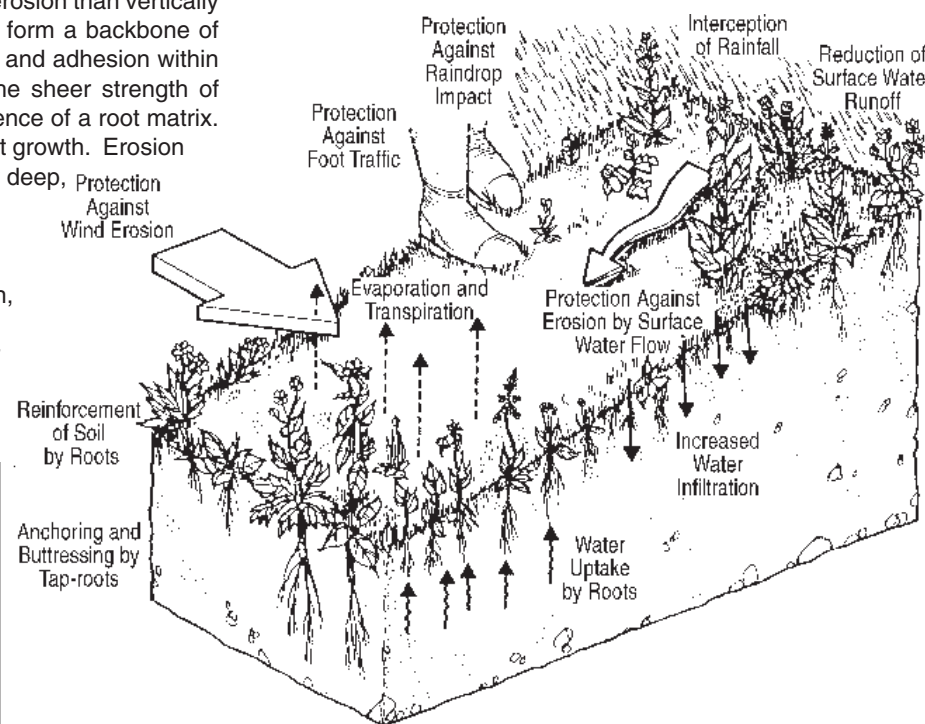 erosion than vertically
form a backbone of
and adhesion within
ne sheer strength of
ence of a root matrix.
t growth. Erosion
deep,
n,
Protection
Against
Wind Erosion
Protection
Against
Foot Traffic
Protection
Against
Raindrop
Impact
Interception
of Rainfall
Reduction of
Surface Water
Runoff
Evaporation and
Transpiration
Protection Against
Erosion by Surface
Water Flow
Reinforcement
of Soil
by Roots
Anchoring and
Buttressing by
Tap-roots
Increased
Water
Infiltration
Water
Uptake
by Roots